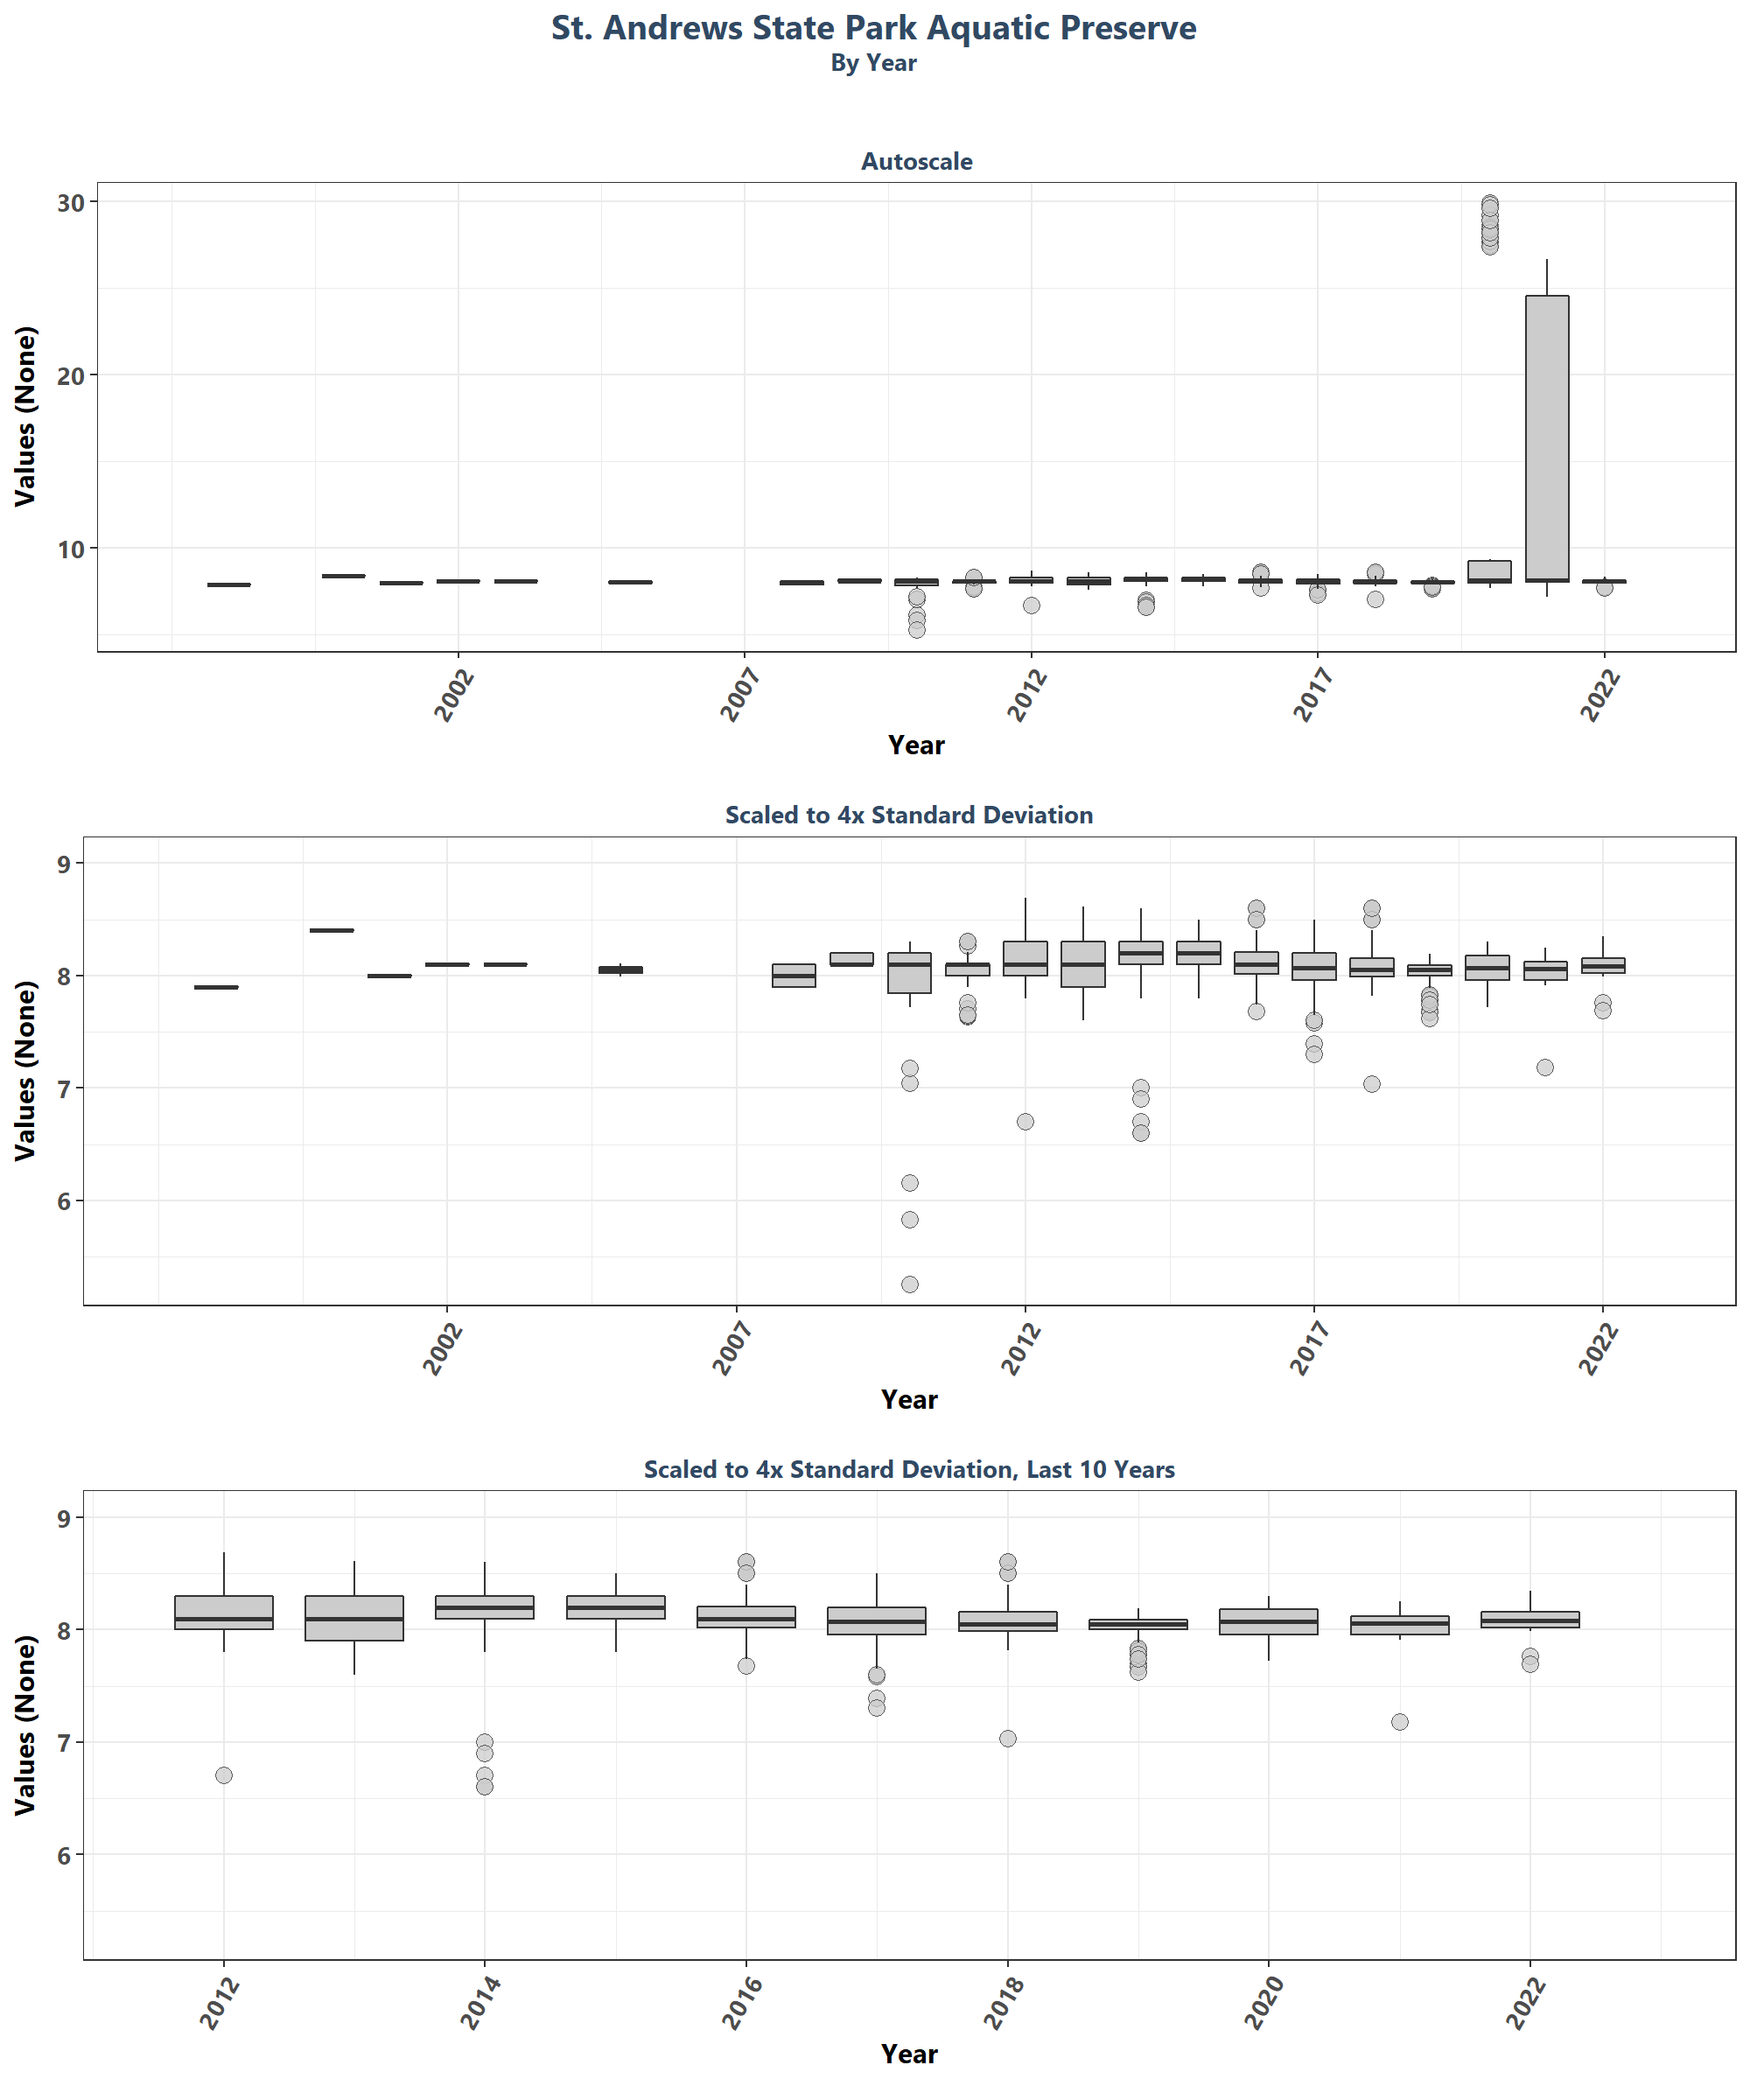 St. Andrews State Park Aquatic Preserve
By Year
Autoscale
Values (None)
30
20
10
2002
2007
2012
2017
2022
Year
Scaled to 4x Standard Deviation
Values (None)
9
8
7
6
2002
2007
2012
2017
2022
Year
Scaled to 4x Standard Deviation, Last 10 Years
Values (None)
9
8
7
6
2012
2014
2016
2018
2020
2022
Year